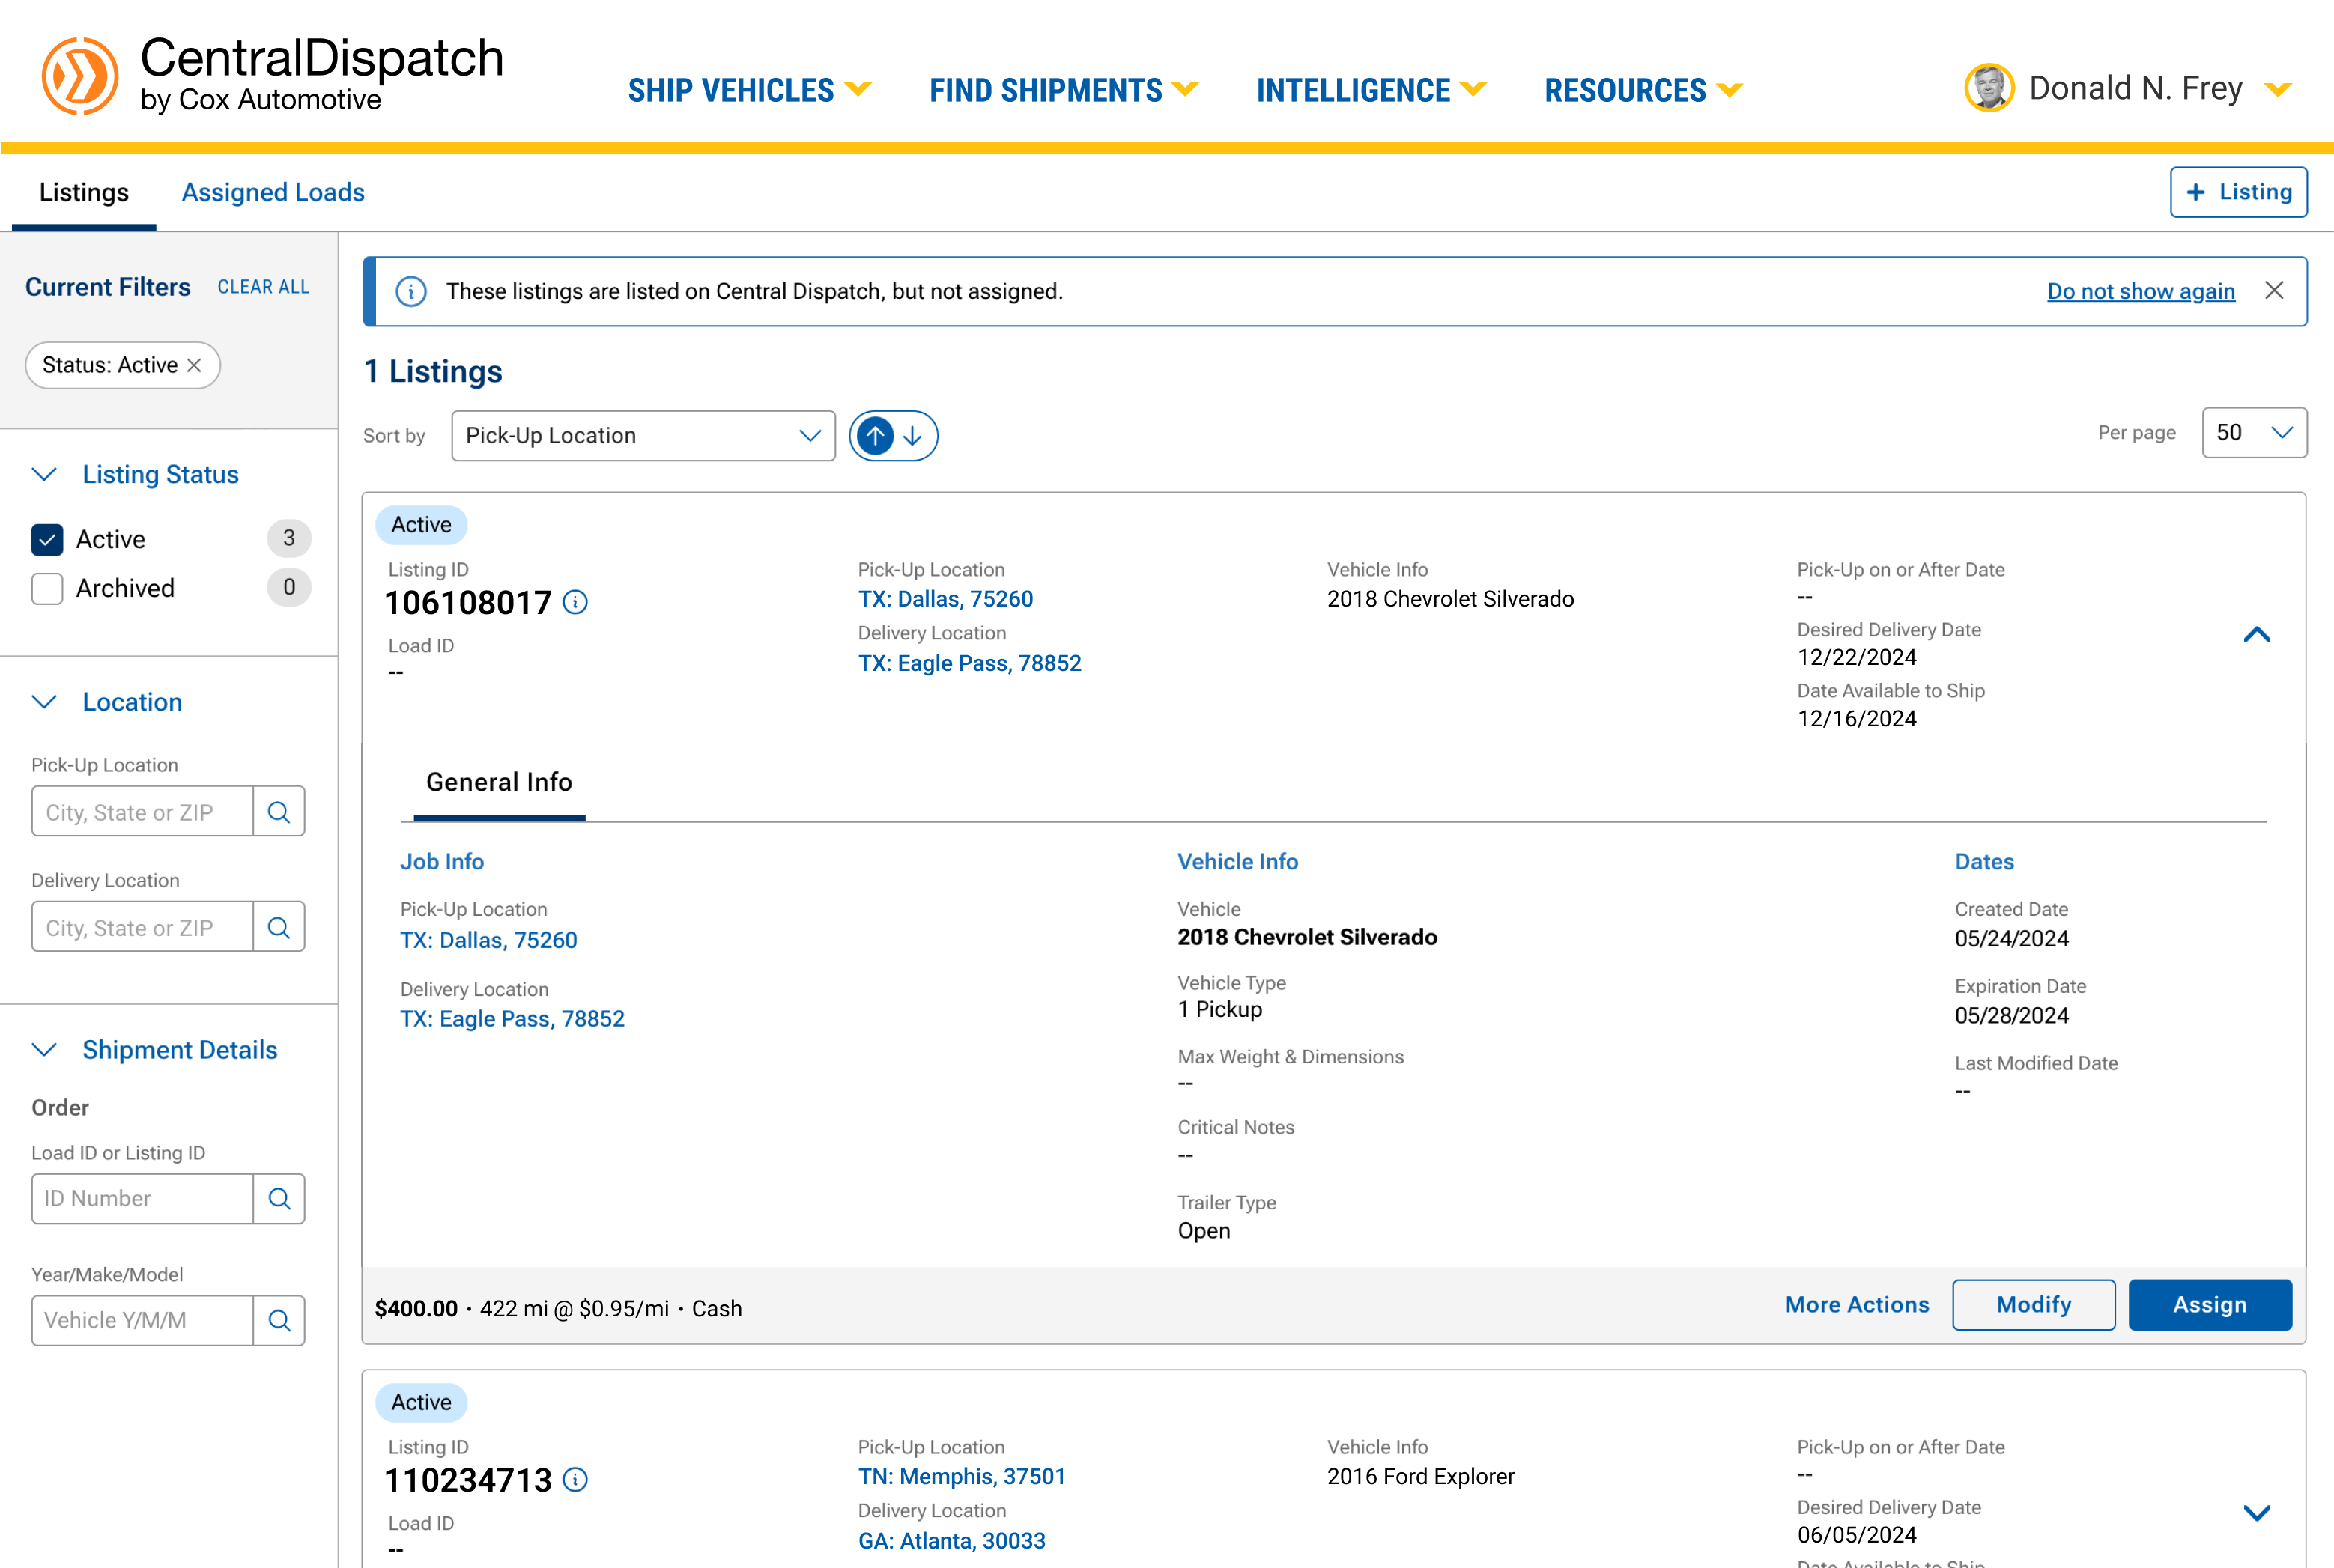 CentralDispatch
by Cox Automotive
SHIP VEHICLES
FIND SHIPMENTS
INTELLIGENCE
RESOURCES
Donald N. Frey
Listings
Assigned Loads
+ Listing
Current Filters
CLEAR ALL
Status: Active
Listing Status
Active
3
Archived
0
Location
Pick-Up Location
City, State or ZIP
Delivery Location
City, State or ZIP
Shipment Details
Order
Load ID or Listing ID
ID Number
Year/Make/Model
Vehicle Y/M/M
These listings are listed on Central Dispatch, but not assigned.
Do not show again
1 Listings
Sort by
Pick-Up Location
Per page
50
Active
Listing ID
106108017
Load ID
--
Pick-Up Location
TX: Dallas, 75260
Delivery Location
TX: Eagle Pass, 78852
Vehicle Info
2018 Chevrolet Silverado
Pick-Up on or After Date
--
Desired Delivery Date
12/22/2024
Date Available to Ship
12/16/2024
General Info
Job Info
Pick-Up Location
TX: Dallas, 75260
Delivery Location
TX: Eagle Pass, 78852
Vehicle Info
Vehicle
2018 Chevrolet Silverado
Vehicle Type
1 Pickup
Max Weight & Dimensions
--
Critical Notes
--
Trailer Type
Open
Dates
Created Date
05/24/2024
Expiration Date
05/28/2024
Last Modified Date
--
$400.00 · 422 mi @ $0.95/mi · Cash
More Actions
Modify
Assign
Active
Listing ID
110234713
Load ID
--
Pick-Up Location
TN: Memphis, 37501
Delivery Location
GA: Atlanta, 30033
Vehicle Info
2016 Ford Explorer
Pick-Up on or After Date
--
Desired Delivery Date
06/05/2024
Date Available to Ship